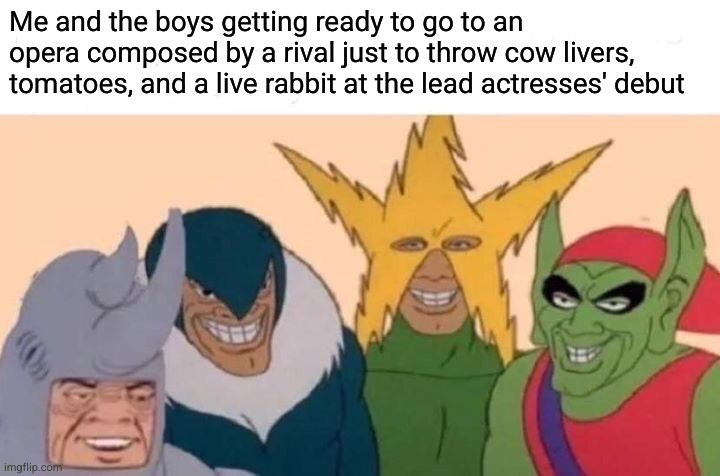 Me and the boys getting ready to go to an
opera composed by a rival just to throw cow livers,
tomatoes, and a live rabbit at the lead actresses' debut
imgflip.com